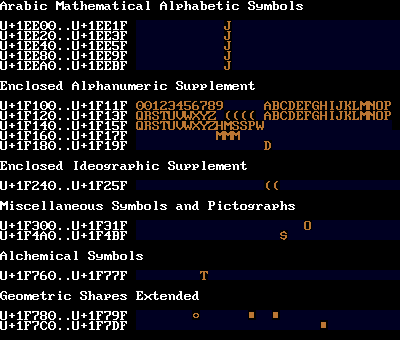 Arabic Mathematical Alphabetic Symbols
U+1EE00..U+1EE1F J
U+1EE20..U+1EE3F J
U+1EE40..U+1EE5F J
U+1EE80..U+1EE9F J
U+1EEA0..U+1EEBF J
Enclosed Alphanumeric Supplement
U+1F100..U+1F11F 00123456789 ABCDEFGHIJKLMNOP
U+1F120..U+1F13F QRSTUVWXYZ (((( ABCDEFGHIJKLMNOP
U+1F140..U+1F15F QRSTUVWXYZHMSSPW
U+1F160..U+1F17F MMM
U+1F180..U+1F19F D
Enclosed Ideographic Supplement
U+1F240..U+1F25F ((
Miscellaneous Symbols and Pictographs
U+1F300..U+1F31F O
U+1F4A0..U+1F4BF $
Alchemical Symbols
U+1F760..U+1F77F T
Geometric Shapes Extended
U+1F780..U+1F79F ○ ■ ■
U+1F7C0..U+1F7DF ■